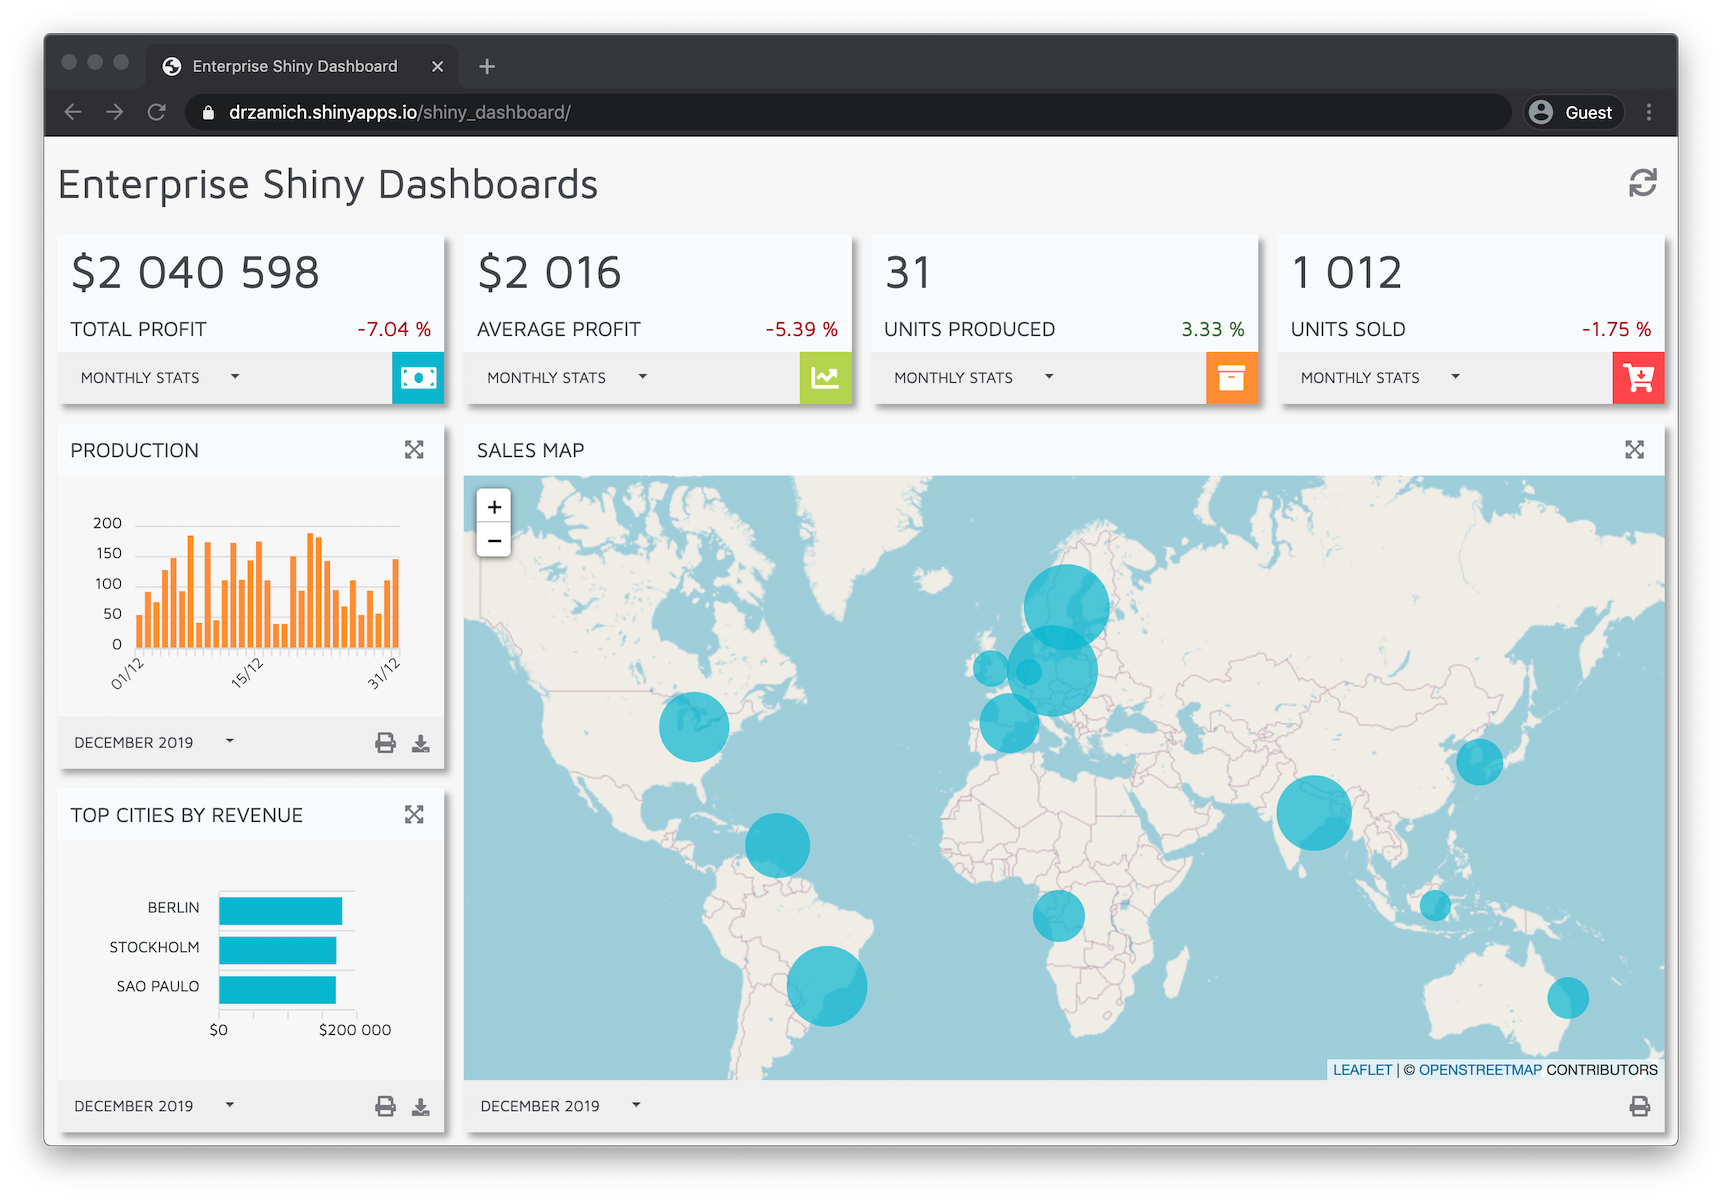 Enterprise Shiny Dashboard
drzamich.shinyapps.io/shiny_dashboard/
Guest
Enterprise Shiny Dashboards
$2 040 598
TOTAL PROFIT -7.04 %
MONTHLY STATS
$2 016
AVERAGE PROFIT -5.39 %
MONTHLY STATS
31
UNITS PRODUCED 3.33 %
MONTHLY STATS
1 012
UNITS SOLD -1.75 %
MONTHLY STATS
PRODUCTION
200
150
100
50
0
01/12 15/12 31/12
DECEMBER 2019
TOP CITIES BY REVENUE
BERLIN
STOCKHOLM
SAO PAULO
$0 $200 000
DECEMBER 2019
SALES MAP
+
−
LEAFLET | © OPENSTREETMAP CONTRIBUTORS
DECEMBER 2019